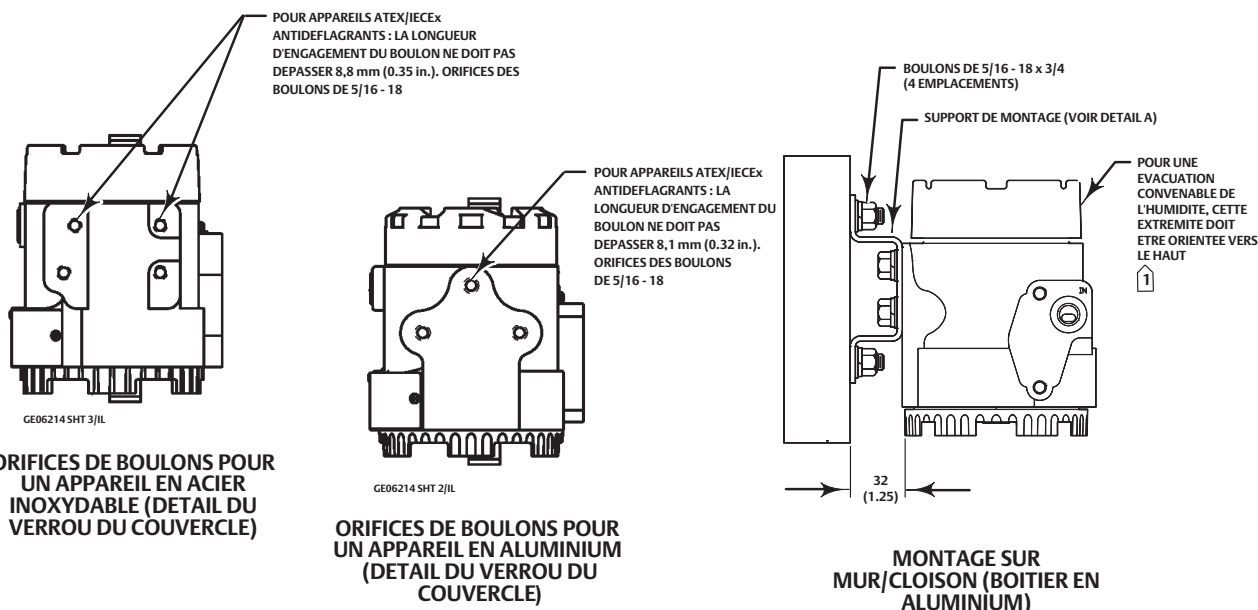 POUR APPAREILS ATEX/IECEx
ANTIDEFLAGRANTS : LA LONGUEUR
D'ENGAGEMENT DU BOULON NE DOIT PAS
DEPASSER 8,8 mm (0.35 in.). ORIFICES DES
BOULONS DE 5/16 - 18
GE06214 SHT 3/IL
ORIFICES DE BOULONS POUR
UN APPAREIL EN ACIER
INOXYDABLE (DETAIL DU
VERROU DU COUVERCLE)
POUR APPAREILS ATEX/IECEx
ANTIDEFLAGRANTS : LA
LONGUEUR D'ENGAGEMENT DU
BOULON NE DOIT PAS
DEPASSER 8,1 mm (0.32 in.).
ORIFICES DES BOULONS
DE 5/16 - 18
GE06214 SHT 2/IL
ORIFICES DE BOULONS POUR
UN APPAREIL EN ALUMINIUM
(DETAIL DU VERROU DU
COUVERCLE)
BOULONS DE 5/16 - 18 x 3/4
(4 EMPLACEMENTS)
SUPPORT DE MONTAGE (VOIR DETAIL A)
POUR UNE
EVACUATION
CONVENABLE DE
L'HUMIDITE, CETTE
EXTREMITE DOIT
ETRE ORIENTEE VERS
LE HAUT
1
IN
32
(1.25)
MONTAGE SUR
MUR/CLOISON (BOITIER EN
ALUMINIUM)